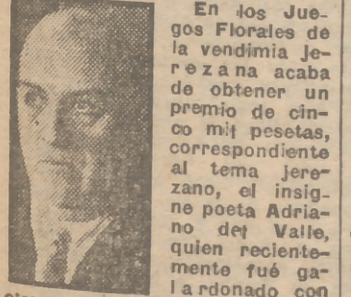 En los Jue-
gos Florales de
la vendimia je-
rezana acaba
de obtener un
premio de cin-
co mil pesetas,
correspondiente
al tema jere-
zano, el insig-
ne poeta Adria-
no del Valle,
quien reciente-
mente fué ga-
lardonado con